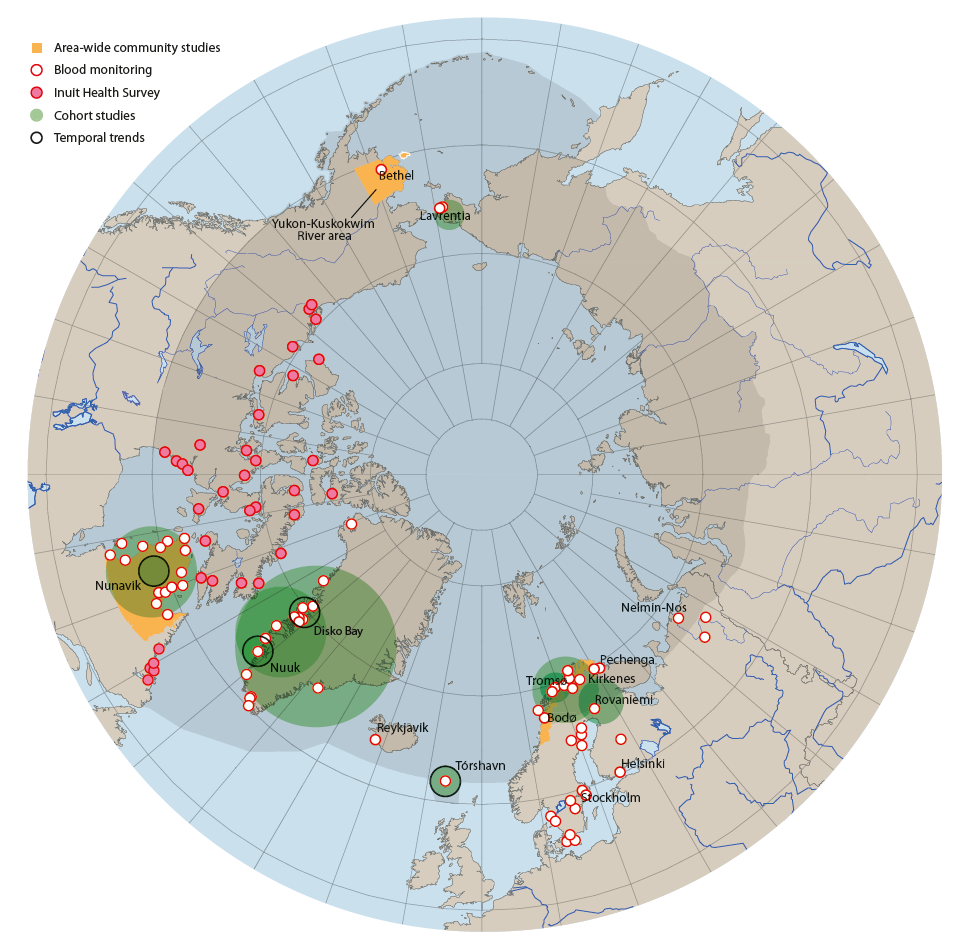 Area-wide community studies
Blood monitoring
Inuit Health Survey
Cohort studies
Temporal trends
Bethel
Lavrentia
Yukon-Kuskokwim
River area
Nunavik
Nelmin-Nos
Disko Bay
Nuuk
Pechenga
Tromsø
Kirkenes
Rovaniemi
Bodø
Reykjavik
Tórshavn
Helsinki
Stockholm